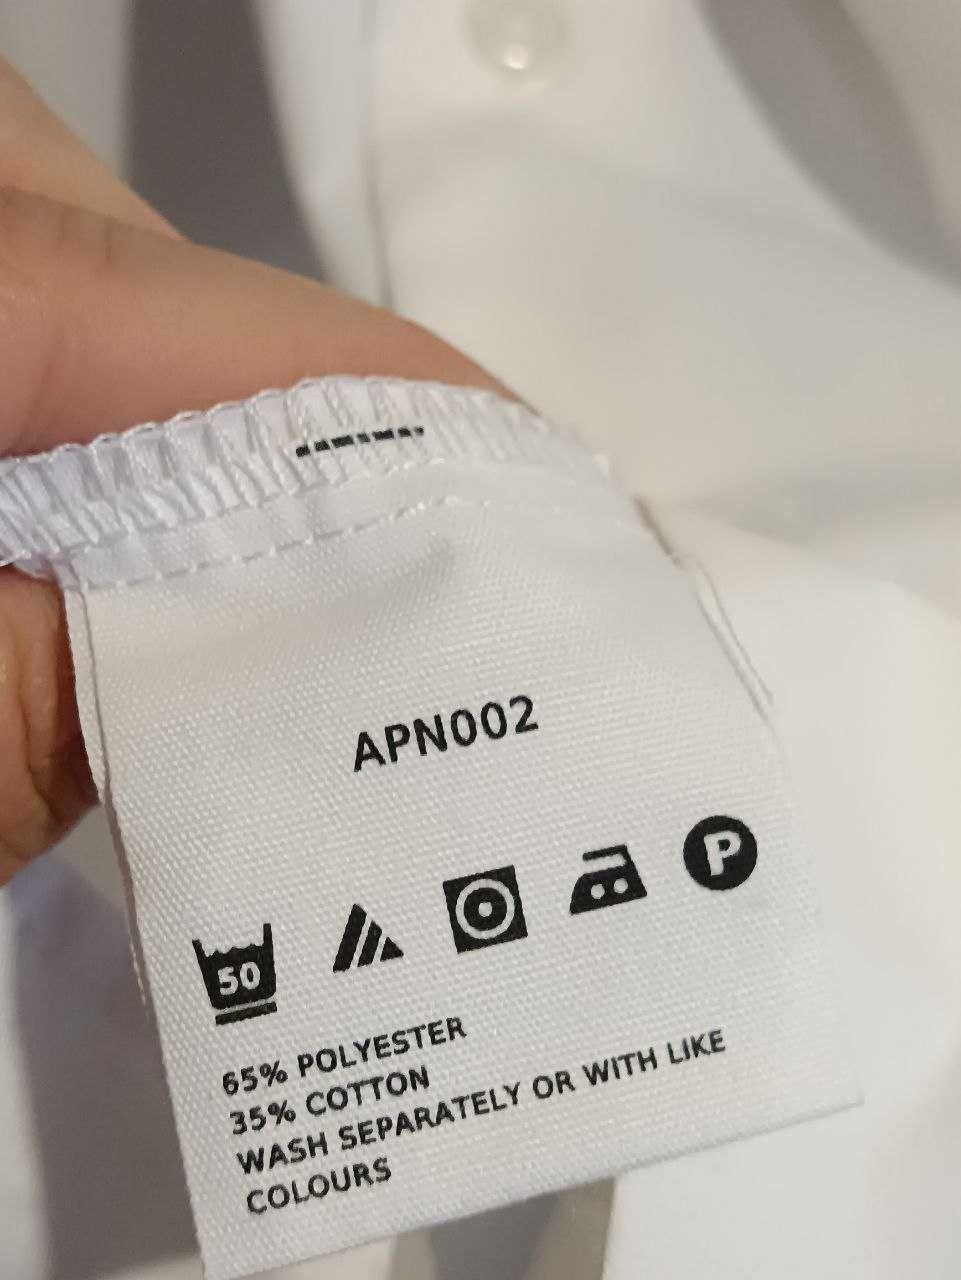 APN002
50
P
65% POLYESTER
35% COTTON
WASH SEPARATELY OR WITH LIKE
COLOURS